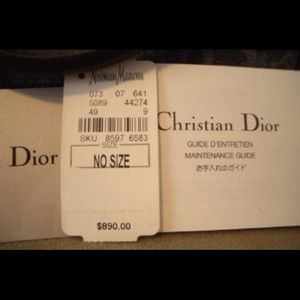 Neiman Marcus
073 07 641
5089 44274
49 9
SKU 8597 6583
SIZE
NO SIZE
$890.00
n Dior
Christian Dior
GUIDE D'ENTRETIEN
MAINTENANCE GUIDE
お手入れのガイド